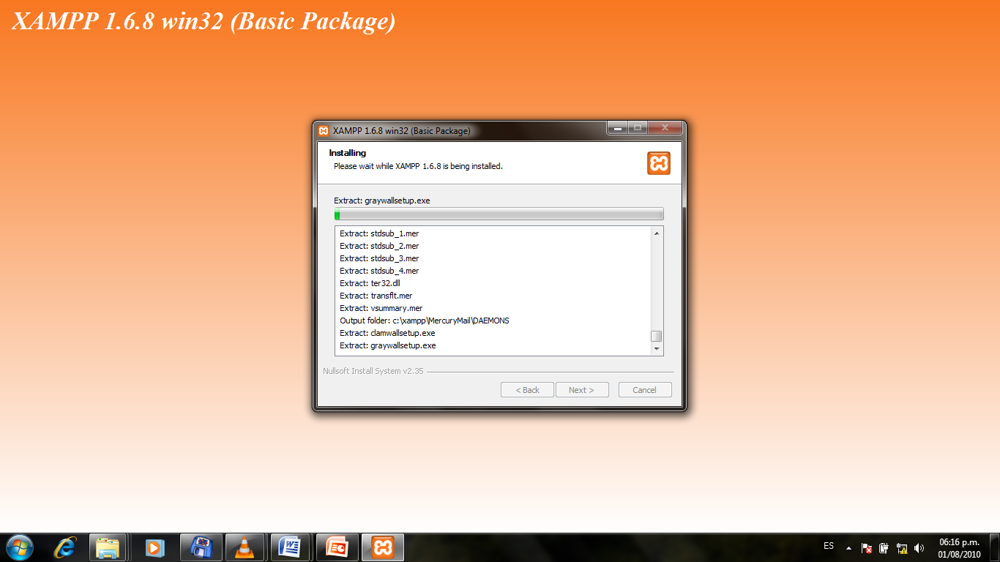 XAMPP 1.6.8 win32 (Basic Package)
XAMPP 1.6.8 win32 (Basic Package)
Installing
Please wait while XAMPP 1.6.8 is being installed.
Extract: graywallsetup.exe
Extract: stdsub_1.mer
Extract: stdsub_2.mer
Extract: stdsub_3.mer
Extract: stdsub_4.mer
Extract: ter32.dll
Extract: transflt.mer
Extract: vsummary.mer
Output folder: c:\xampp\MercuryMail\DAEMONS
Extract: clamwallsetup.exe
Extract: graywallsetup.exe
Nullsoft Install System v2.35
< Back Next > Cancel
ES
06:16 p.m.
01/08/2010